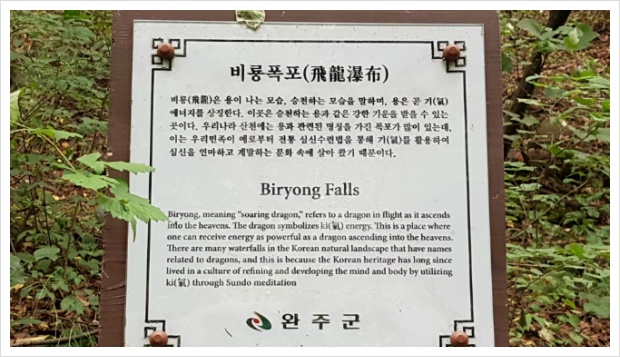 비룡폭포(飛龍瀑布)
비룡(飛龍)은 용이 나는 모습, 승천하는 모습을 말하며, 용은 곧 기(氣)
에너지를 상징한다. 이곳은 승천하는 용과 같은 강한 기운을 받을 수 있는
곳이다. 우리나라 산천에는 용과 관련된 명칭을 가진 폭포가 많이 있는데,
이는 우리민족이 예로부터 전통 심신수련법을 통해 기(氣)를 활용하여
심신을 연마하고 계발하는 문화 속에 살아 왔기 때문이다.
Biryong Falls
Biryong, meaning “soaring dragon,” refers to a dragon in flight as it ascends
into the heavens. The dragon symbolizes ki(氣) energy. This is a place where
one can receive energy as powerful as a dragon ascending into the heavens.
There are many waterfalls in the Korean natural landscape that have names
related to dragons, and this is because the Korean heritage has long since
lived in a culture of refining and developing the mind and body by utilizing
ki(氣) through Sundo meditation
완주군